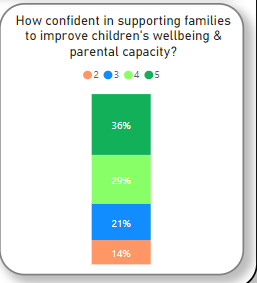 How confident in supporting families
to improve children's wellbeing &
parental capacity?
2 3 4 5
36%
29%
21%
14%